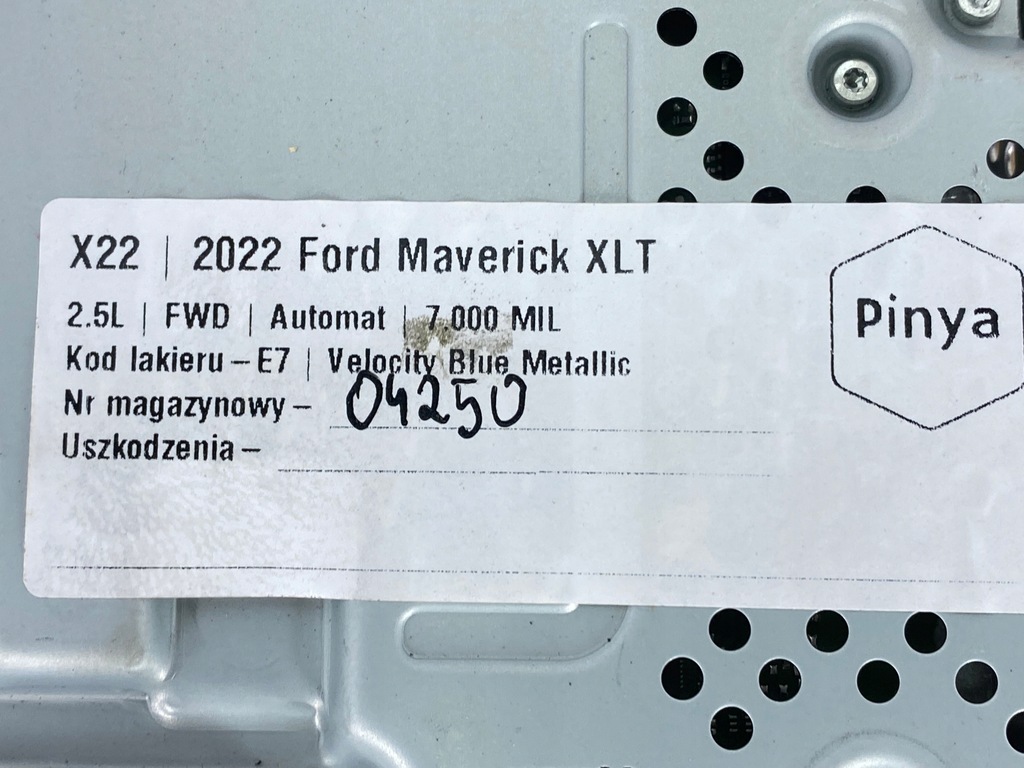 X22 | 2022 Ford Maverick XLT
2.5L | FWD | Automat | 7.000 MIL
Kod lakieru – E7 | Velocity Blue Metallic
Nr magazynowy – 04250
Uszkodzenia –
Pinya